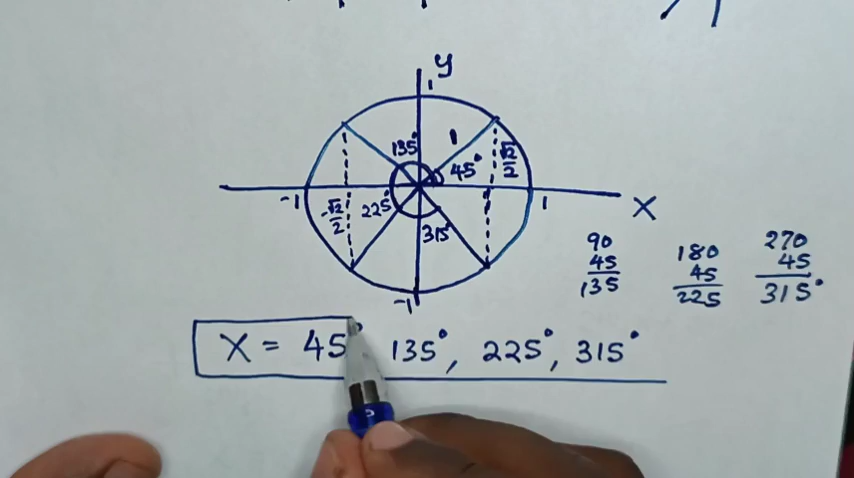 y
1
135° 1 45° √2/2
-1 1 X
-√2/2 225° 315°
-1
90
45
135
180
45
225
270
45
315°
X = 45° 135°, 225°, 315°